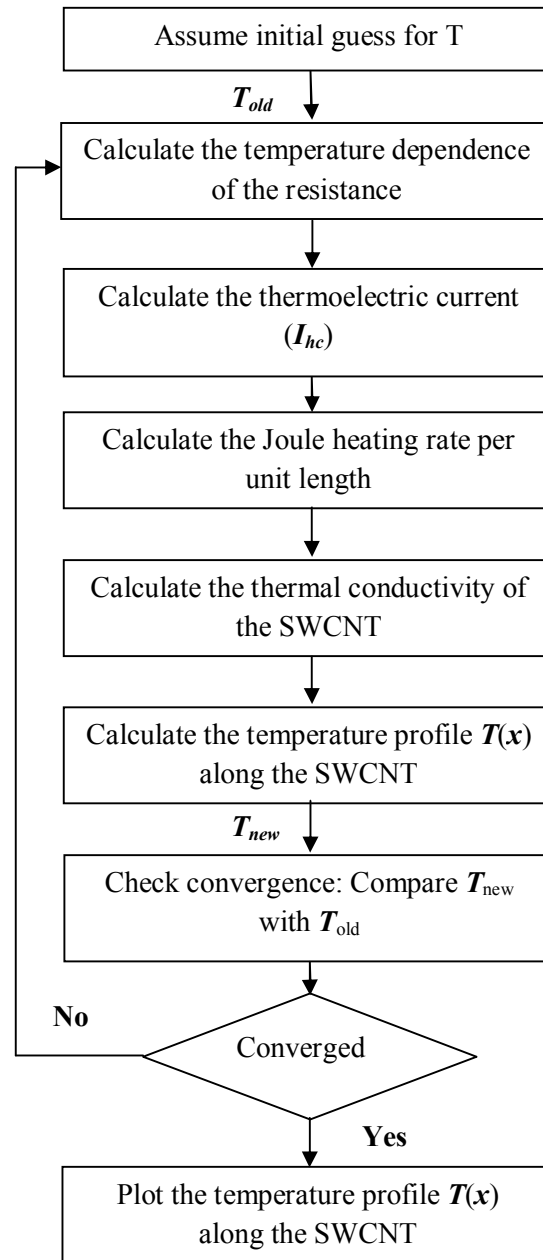 Assume initial guess for T
T_old
Calculate the temperature dependence
of the resistance
Calculate the thermoelectric current
(I_hc)
Calculate the Joule heating rate per
unit length
Calculate the thermal conductivity of
the SWCNT
Calculate the temperature profile T(x)
along the SWCNT
T_new
Check convergence: Compare T_new
with T_old
No
Converged
Yes
Plot the temperature profile T(x)
along the SWCNT